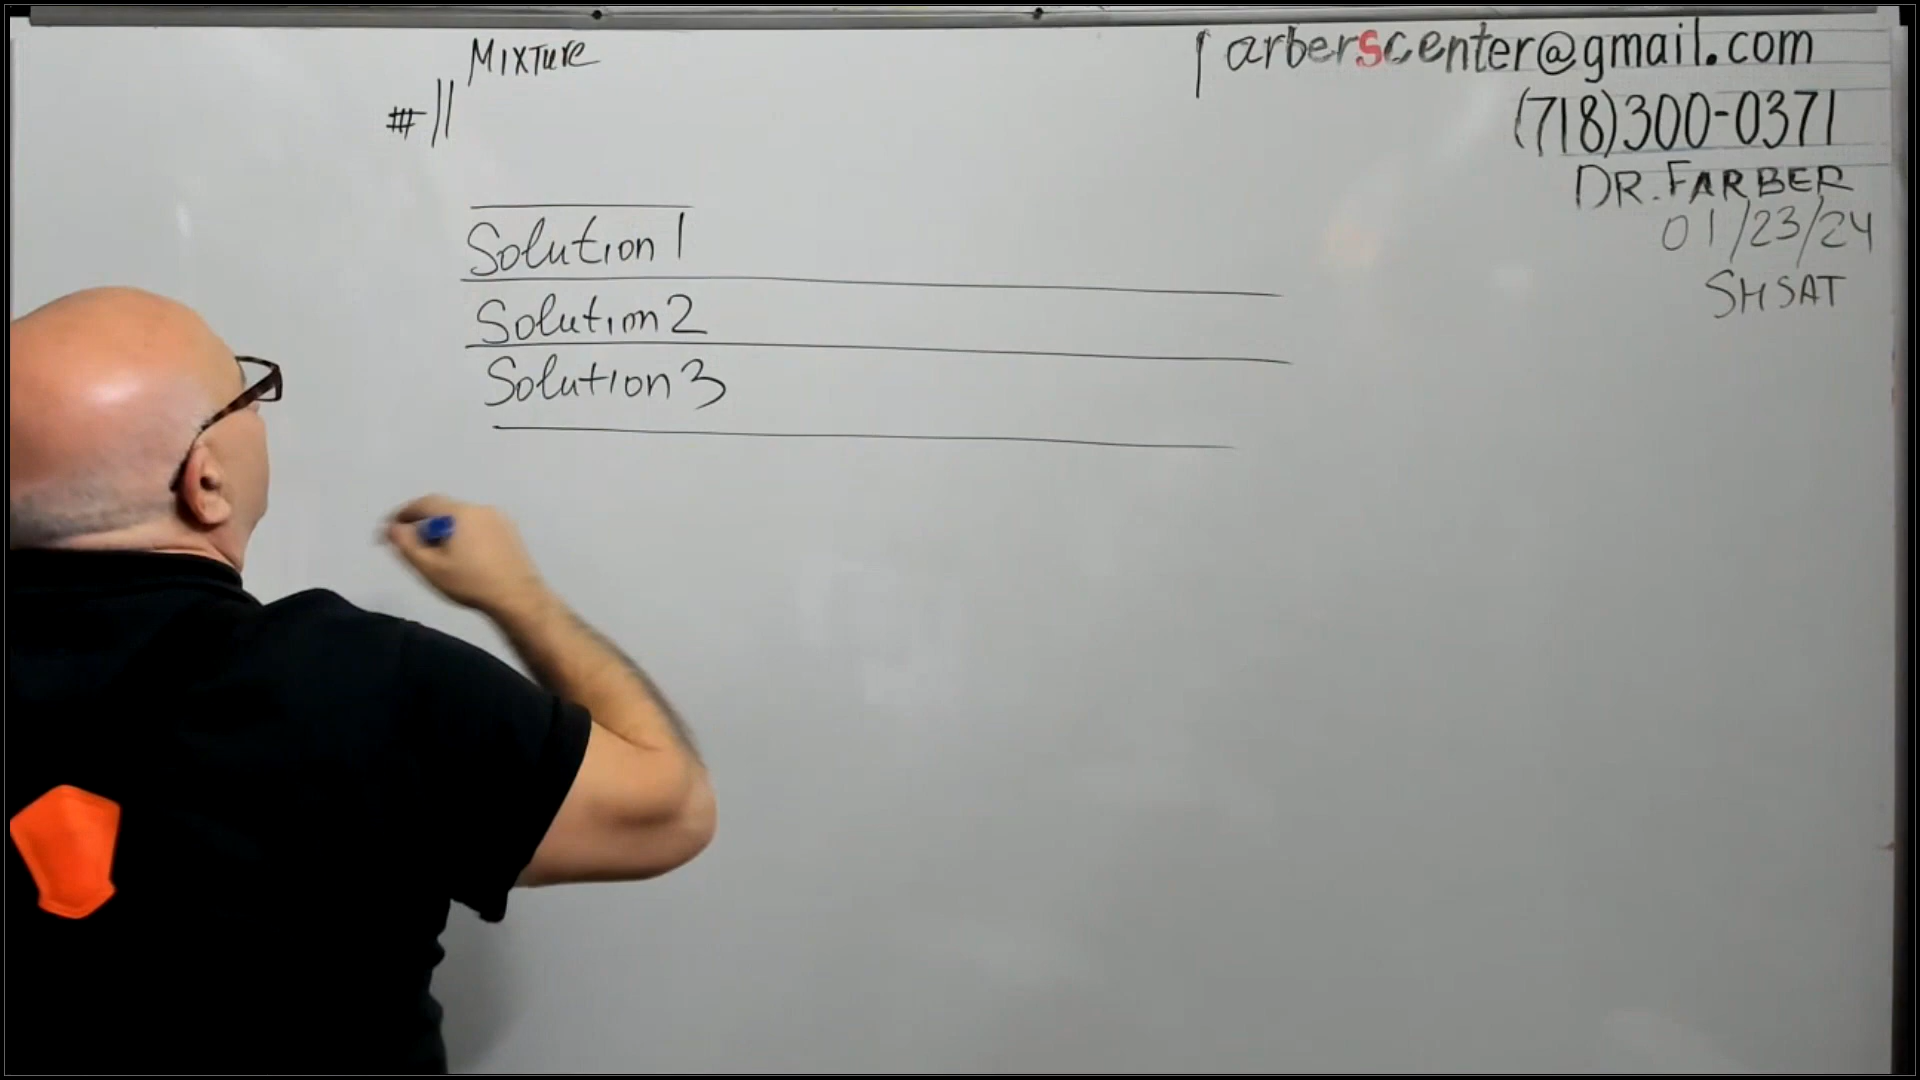 Mixture
#11
Solution 1
Solution 2
Solution 3
farberscenter@gmail.com
(718)300-0371
DR. FARBER
01/23/24
SHSAT